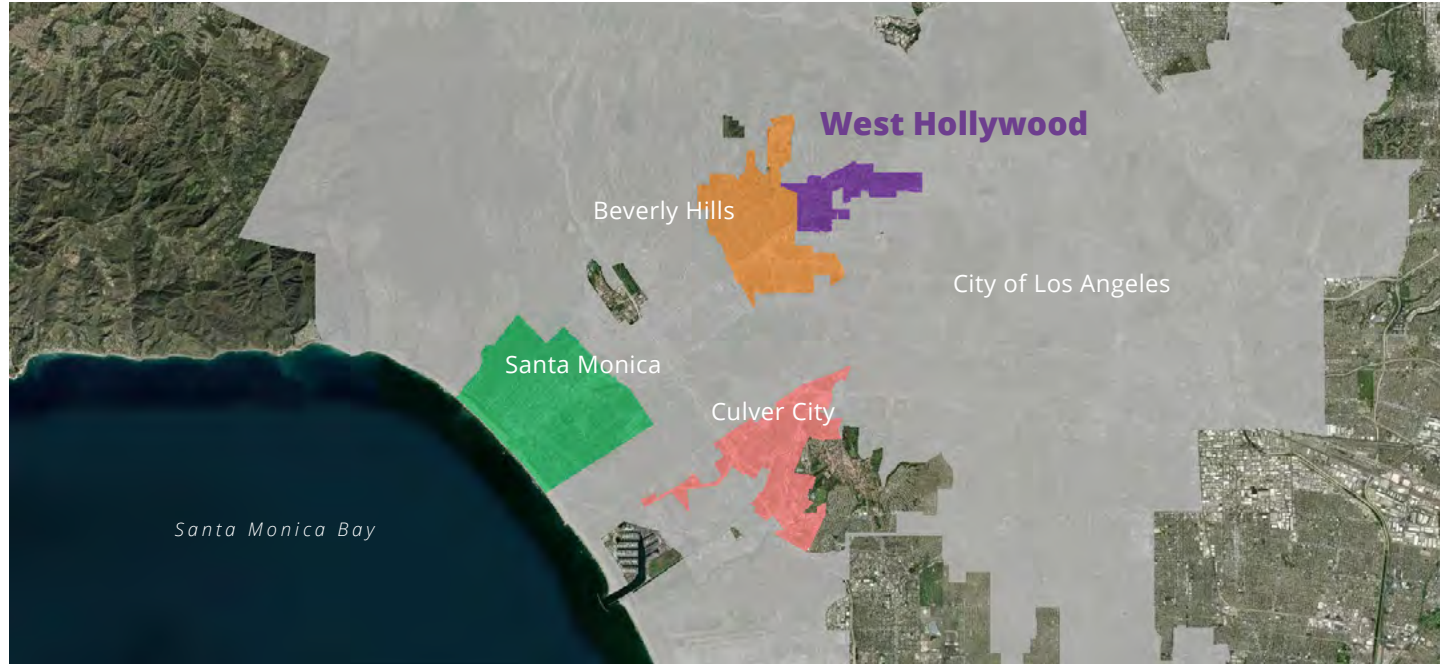 West Hollywood
Beverly Hills
City of Los Angeles
Santa Monica
Culver City
Santa Monica Bay